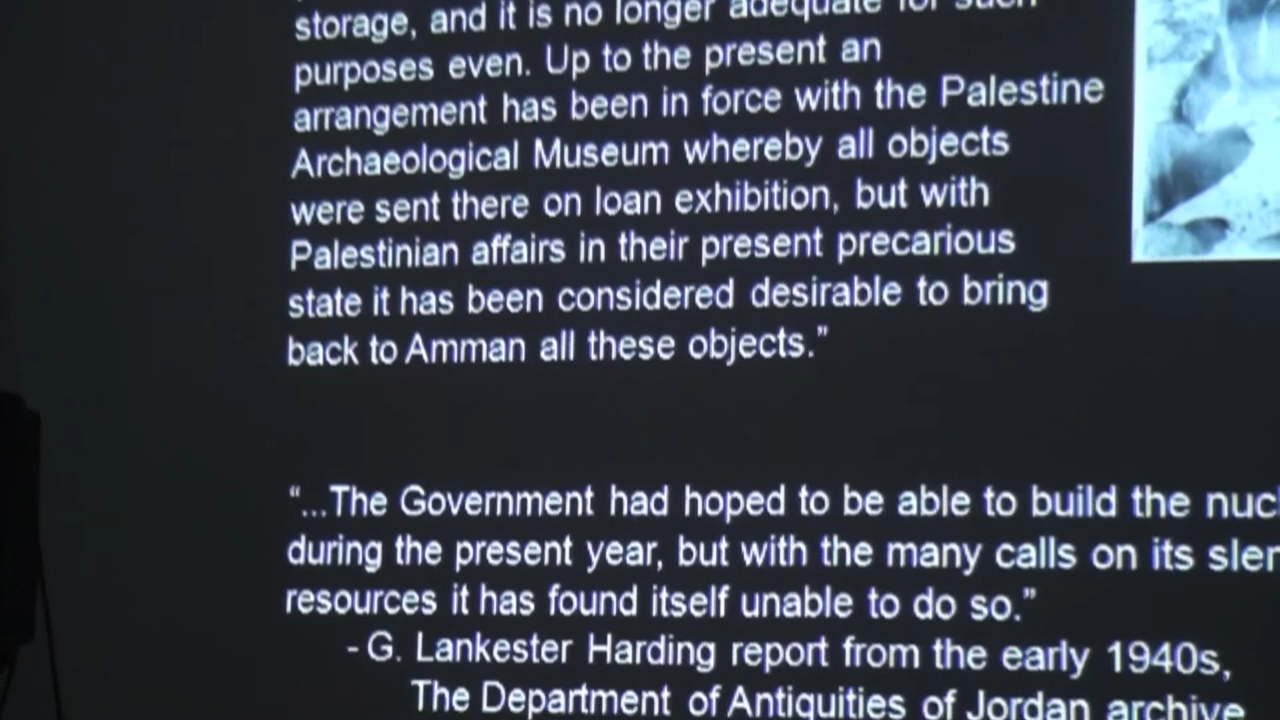 storage, and it is no longer adequate for such
purposes even. Up to the present an
arrangement has been in force with the Palestine
Archaeological Museum whereby all objects
were sent there on loan exhibition, but with
Palestinian affairs in their present precarious
state it has been considered desirable to bring
back to Amman all these objects.”
“...The Government had hoped to be able to build the
during the present year, but with the many calls on its
resources it has found itself unable to do so.”
- G. Lankester Harding report from the early 1940s,
The Department of Antiquities of Jordan archive